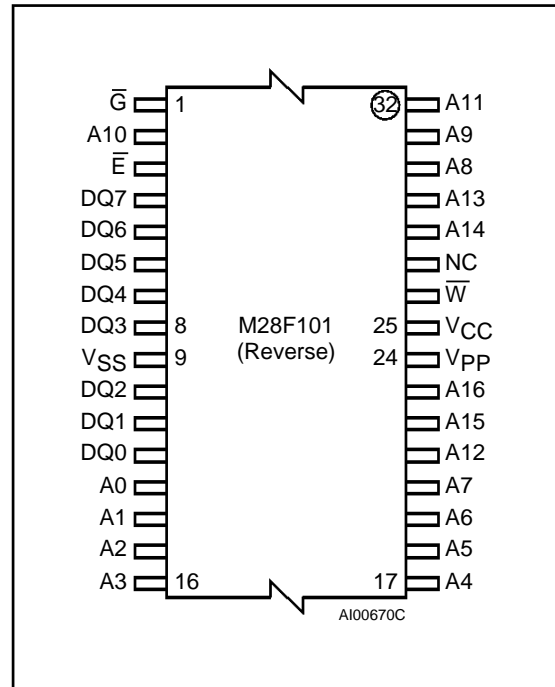 G̅ 1 32 A11
A10 A9
E̅ A8
DQ7 A13
DQ6 A14
DQ5 NC
DQ4 W̅
DQ3 8 M28F101 25 VCC
VSS 9 (Reverse) 24 VPP
DQ2 A16
DQ1 A15
DQ0 A12
A0 A7
A1 A6
A2 A5
A3 16 17 A4
AI00670C